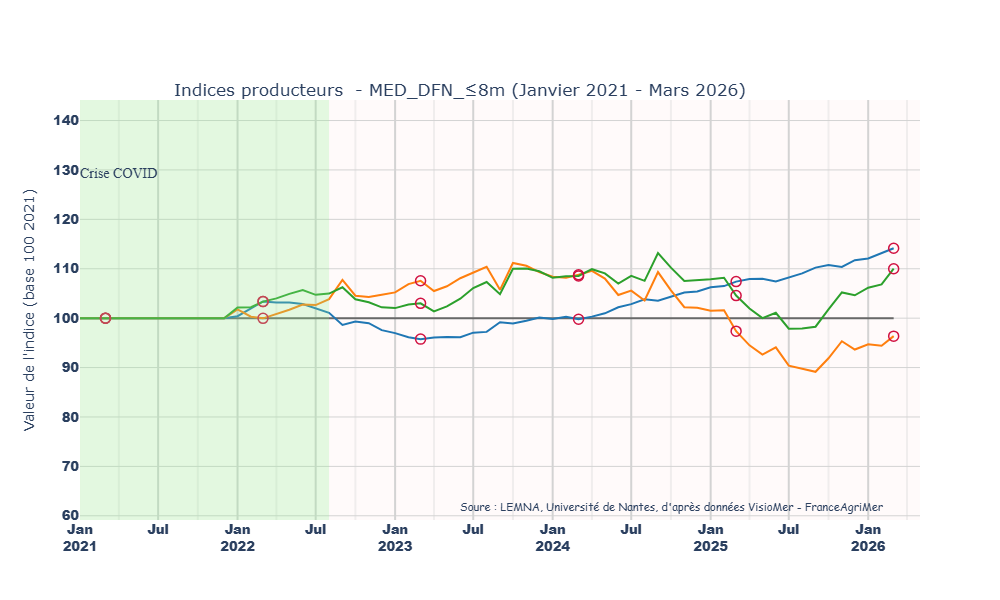 Indices producteurs  - MED_DFN_≤8m (Janvier 2021 - Mars 2026)
Valeur de l'indice (base 100 2021)
140
130
120
110
100
90
80
70
60
Crise COVID
Soure : LEMNA, Université de Nantes, d'après données VisioMer - FranceAgriMer
Jan Jul Jan Jul Jan Jul Jan Jul Jan Jul Jan
2021 2022 2023 2024 2025 2026